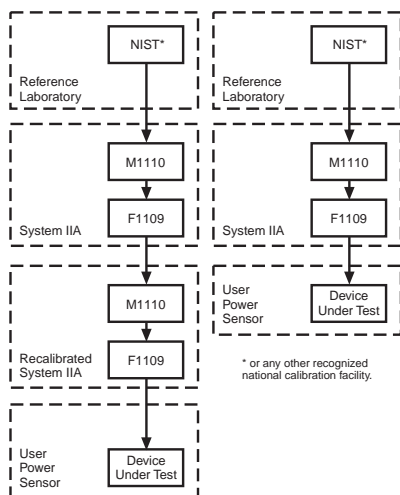 NIST*
Reference
Laboratory
M1110
F1109
System IIA
M1110
F1109
Recalibrated
System IIA
User
Power
Sensor
Device
Under Test
NIST*
Reference
Laboratory
M1110
F1109
System IIA
User
Power
Sensor
Device
Under Test
* or any other recognized
national calibration facility.